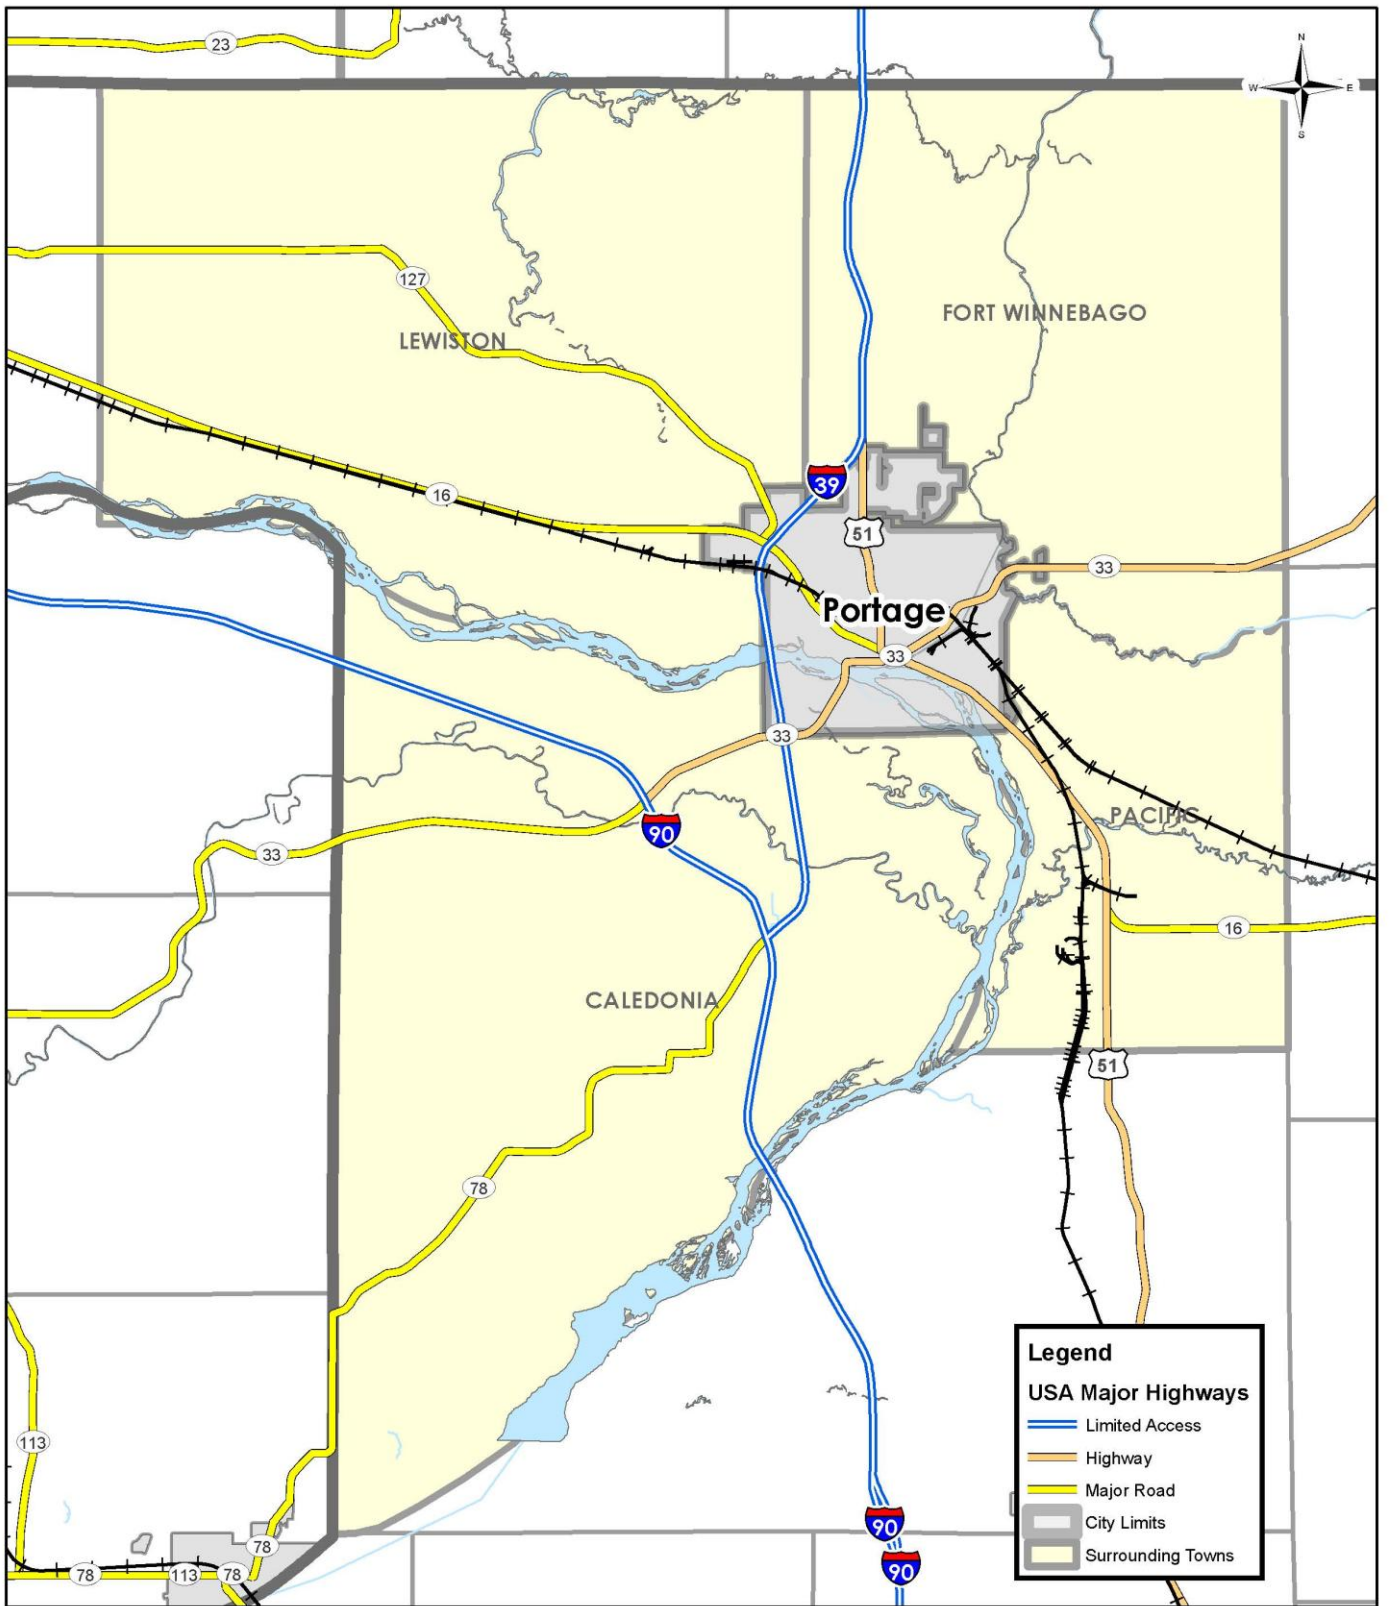 23
N
W E
S
127
FORT WINNEBAGO
LEWISTON
39
16
51
33
Portage
33
33
90
PACIFIC
33
16
CALEDONIA
51
78
Legend
USA Major Highways
Limited Access
113
Highway
Major Road
90
City Limits
78
Surrounding Towns
90
78
113
78